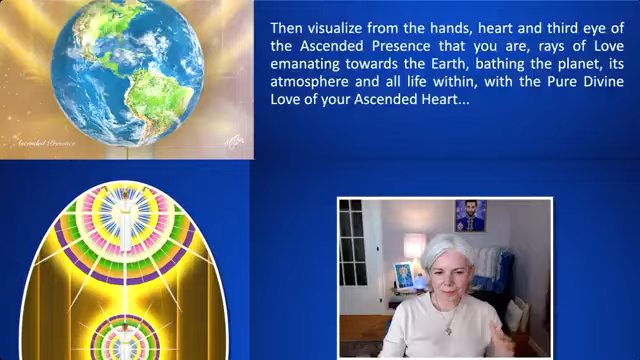 Then visualize from the hands, heart and third eye of
the Ascended Presence that you are, rays of Love
emanating towards the Earth, bathing the planet, its
atmosphere and all life within, with the Pure Divine
Love of your Ascended Heart...
Ascended Presence